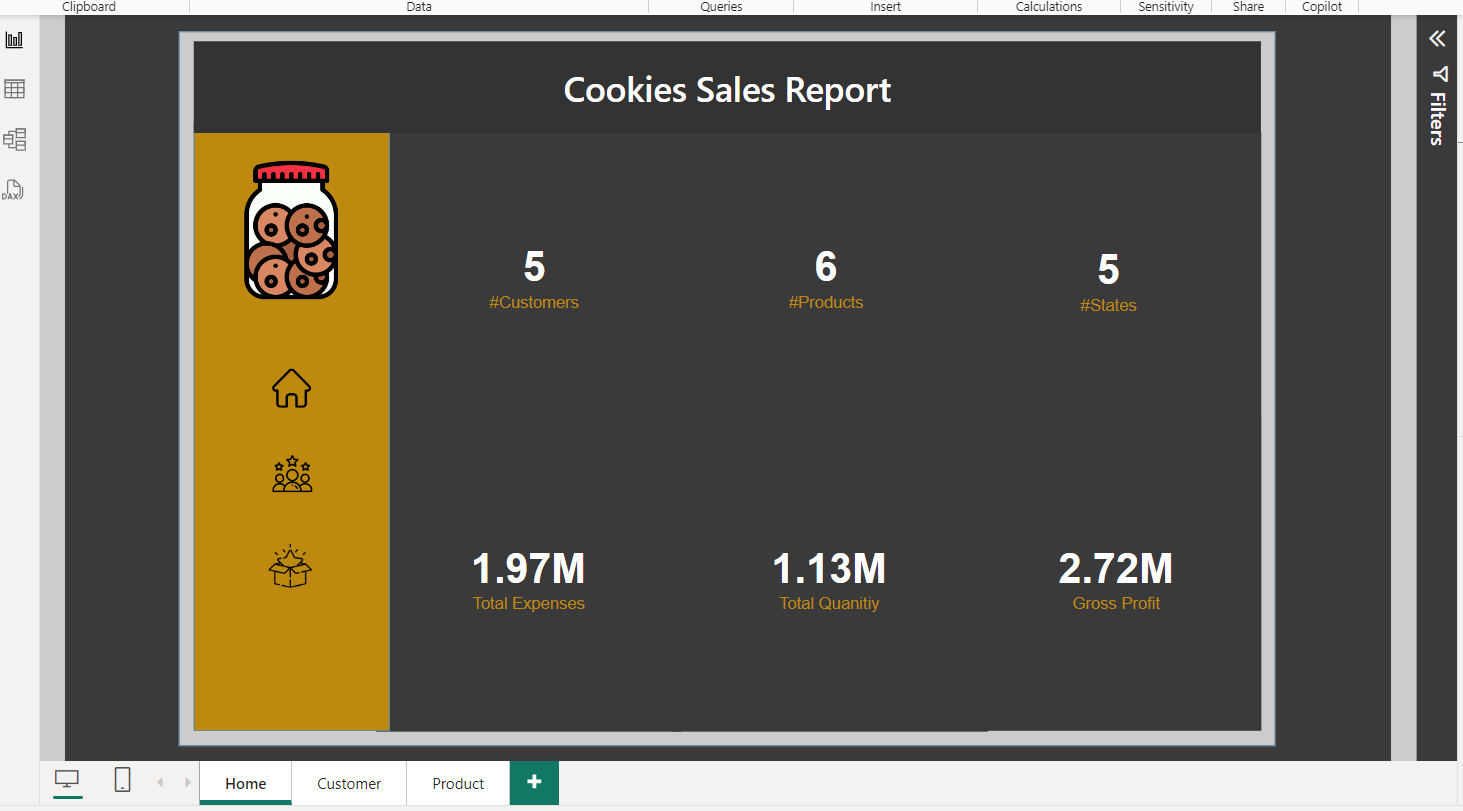 Clipboard Data Queries Insert Calculations Sensitivity Share Copilot
Cookies Sales Report
Filters
DAX
5 6 5
#Customers #Products #States
1.97M 1.13M 2.72M
Total Expenses Total Quanitiy Gross Profit
Home Customer Product +